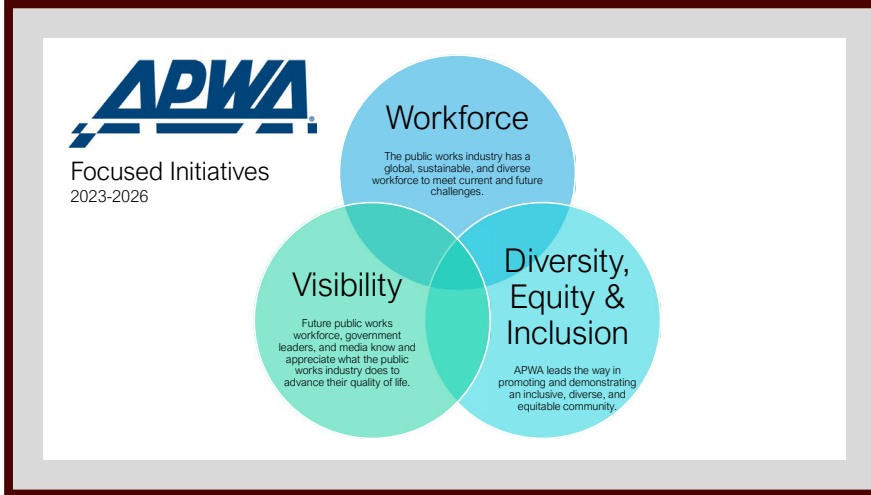 APWA®
Focused Initiatives
2023-2026
Workforce
The public works industry has a
global, sustainable, and diverse
workforce to meet current and future
challenges.
Visibility
Future public works
workforce, government
leaders, and media know and
appreciate what the public
works industry does to
advance their quality of life.
Diversity,
Equity &
Inclusion
APWA leads the way in
promoting and demonstrating
an inclusive, diverse, and
equitable community.